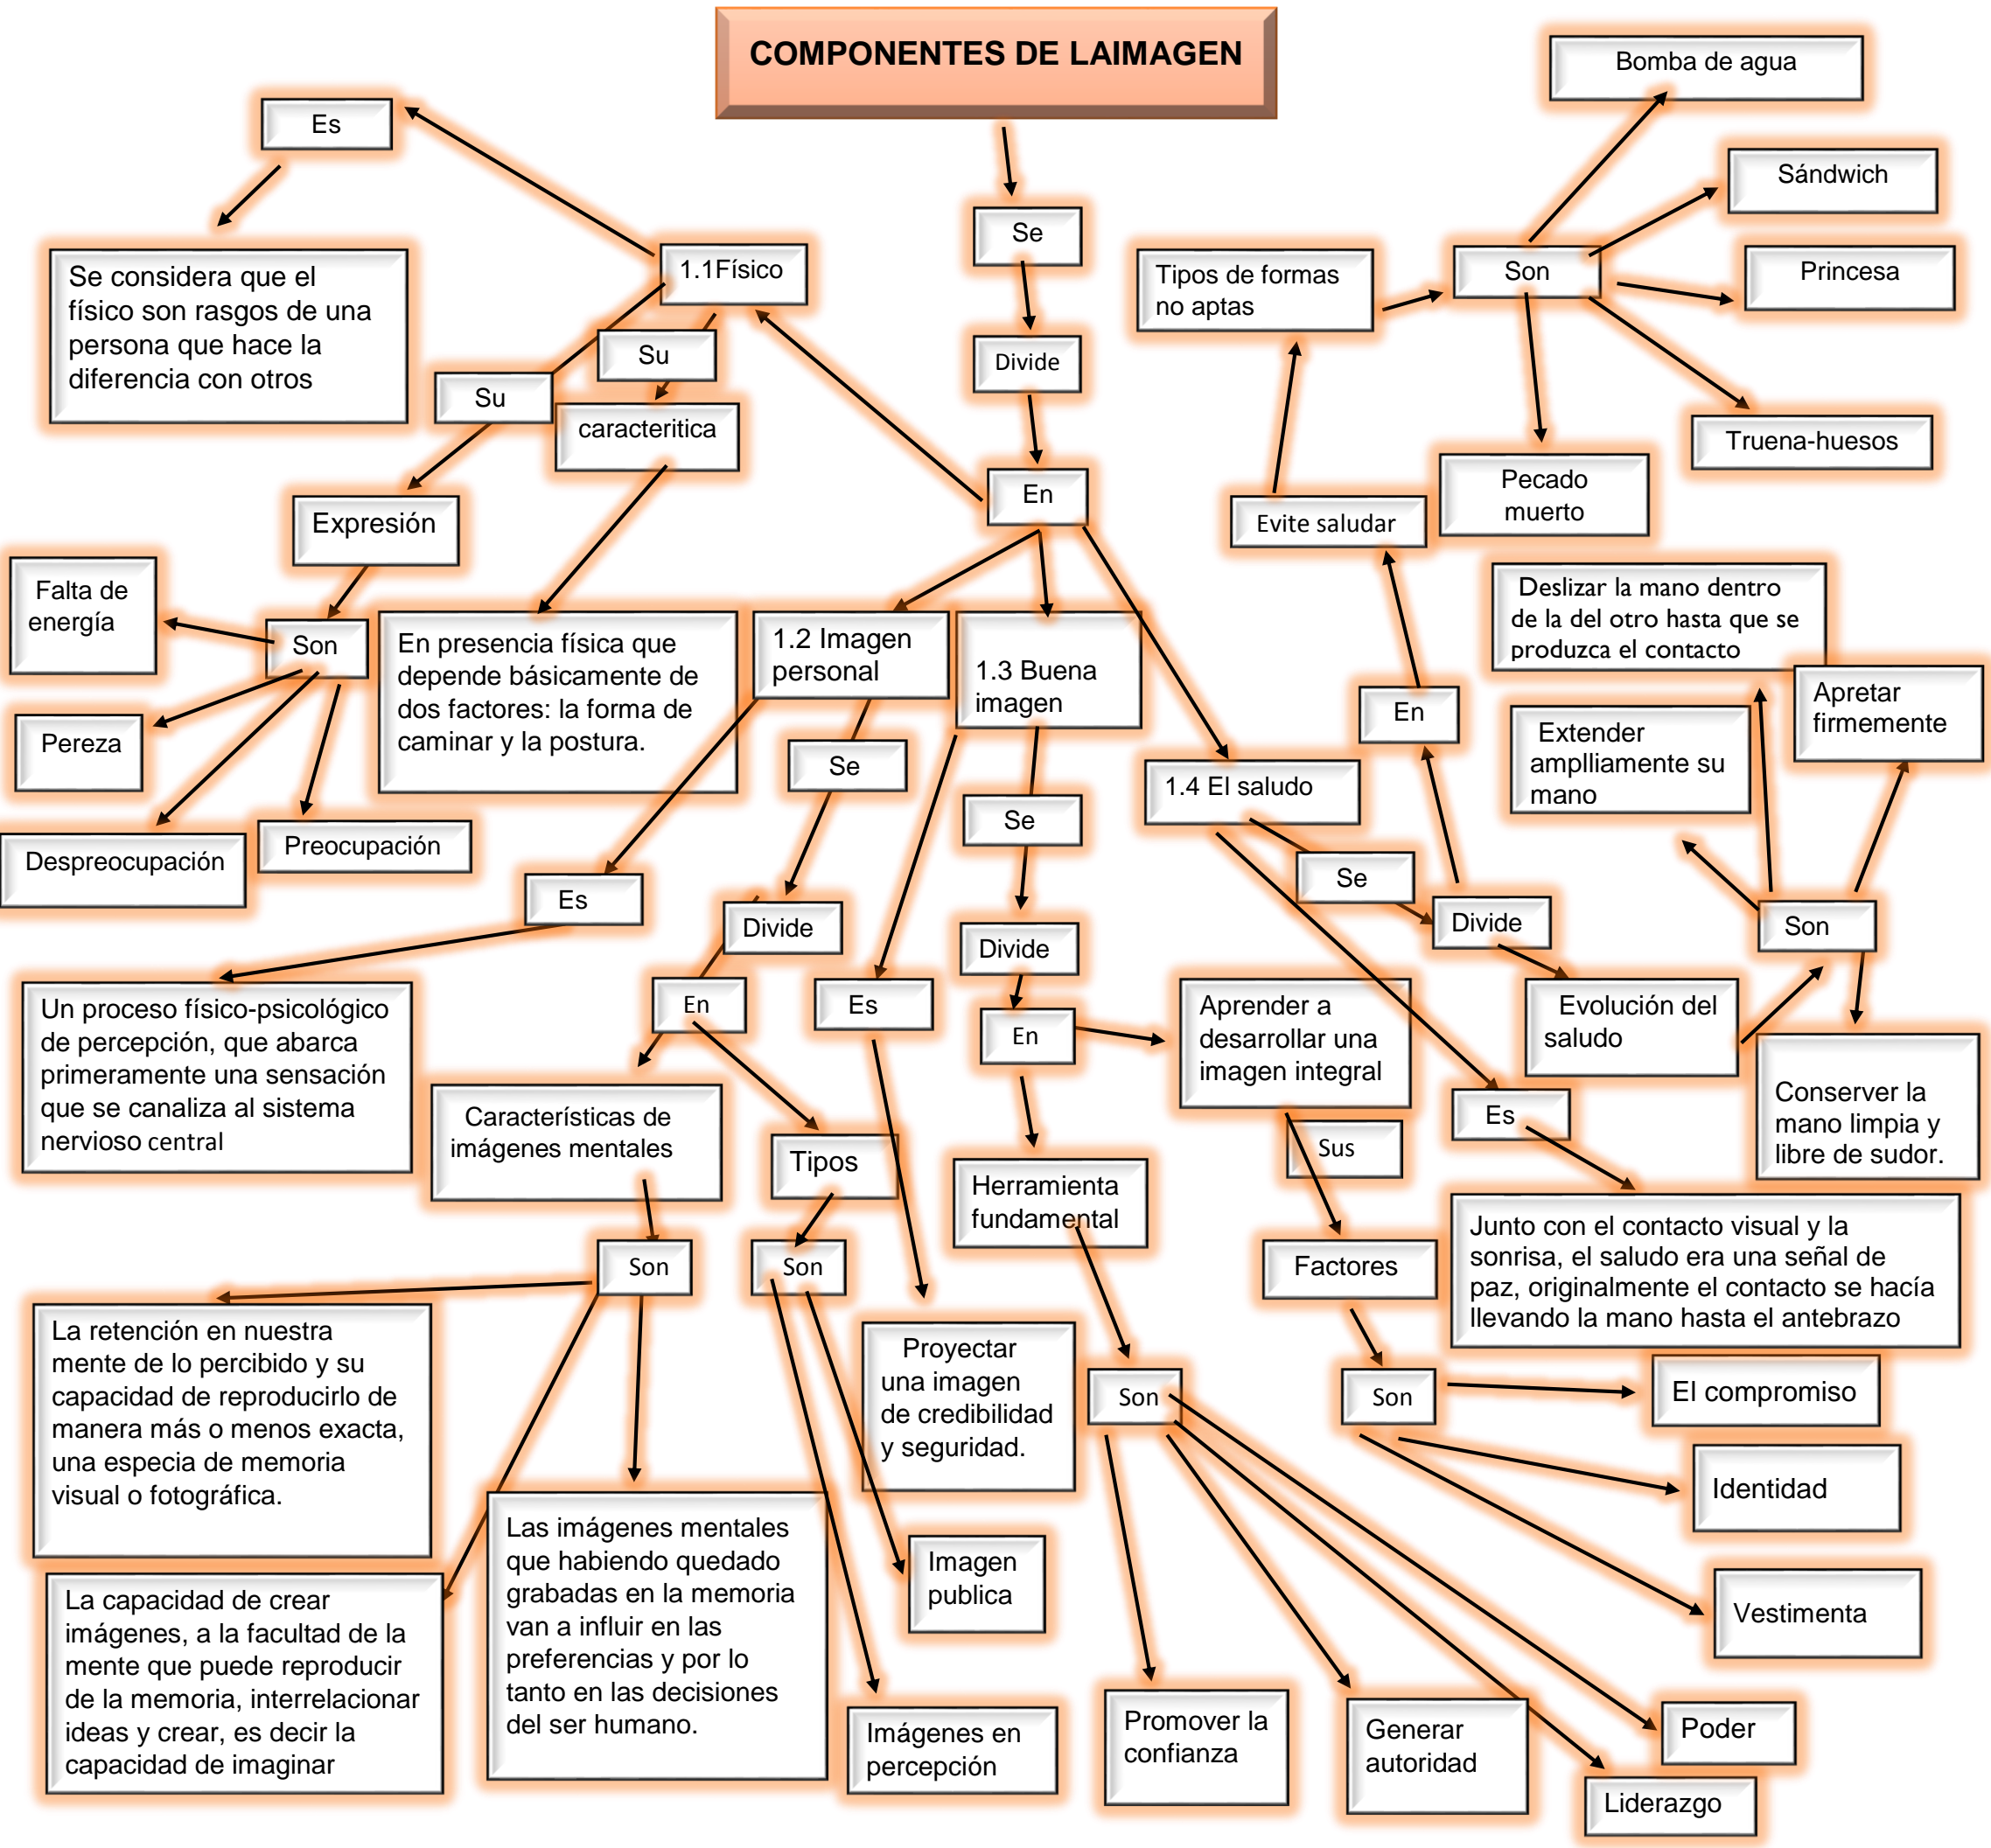 COMPONENTES DE LAIMAGEN
Se
Divide
En
1.1Físico
Es
Se considera que el
físico son rasgos de una
persona que hace la
diferencia con otros
Su
caracteritica
En presencia física que
depende básicamente de
dos factores: la forma de
caminar y la postura.
Su
Expresión
Son
Falta de
energía
Pereza
Despreocupación
Preocupación
1.2 Imagen
personal
Es
Un proceso físico-psicológico
de percepción, que abarca
primeramente una sensación
que se canaliza al sistema
nervioso central
Se
Divide
En
Características de
imágenes mentales
Son
La retención en nuestra
mente de lo percibido y su
capacidad de reproducirlo de
manera más o menos exacta,
una especia de memoria
visual o fotográfica.
La capacidad de crear
imágenes, a la facultad de la
mente que puede reproducir
de la memoria, interrelacionar
ideas y crear, es decir la
capacidad de imaginar
Las imágenes mentales
que habiendo quedado
grabadas en la memoria
van a influir en las
preferencias y por lo
tanto en las decisiones
del ser humano.
Tipos
Son
Imagen
publica
Imágenes en
percepción
1.3 Buena
imagen
Es
Proyectar
una imagen
de credibilidad
y seguridad.
Se
Divide
En
Herramienta
fundamental
Son
Promover la
confianza
Generar
autoridad
Liderazgo
Poder
Aprender a
desarrollar una
imagen integral
Sus
Factores
Son
El compromiso
Identidad
Vestimenta
1.4 El saludo
Es
Junto con el contacto visual y la
sonrisa, el saludo era una señal de
paz, originalmente el contacto se hacía
llevando la mano hasta el antebrazo
Se
Divide
Evolución del
saludo
Son
Extender
amplliamente su
mano
Deslizar la mano dentro
de la del otro hasta que se
produzca el contacto
Apretar
firmemente
Conserver la
mano limpia y
libre de sudor.
En
Evite saludar
Tipos de formas
no aptas
Son
Bomba de agua
Sándwich
Princesa
Truena-huesos
Pecado
muerto